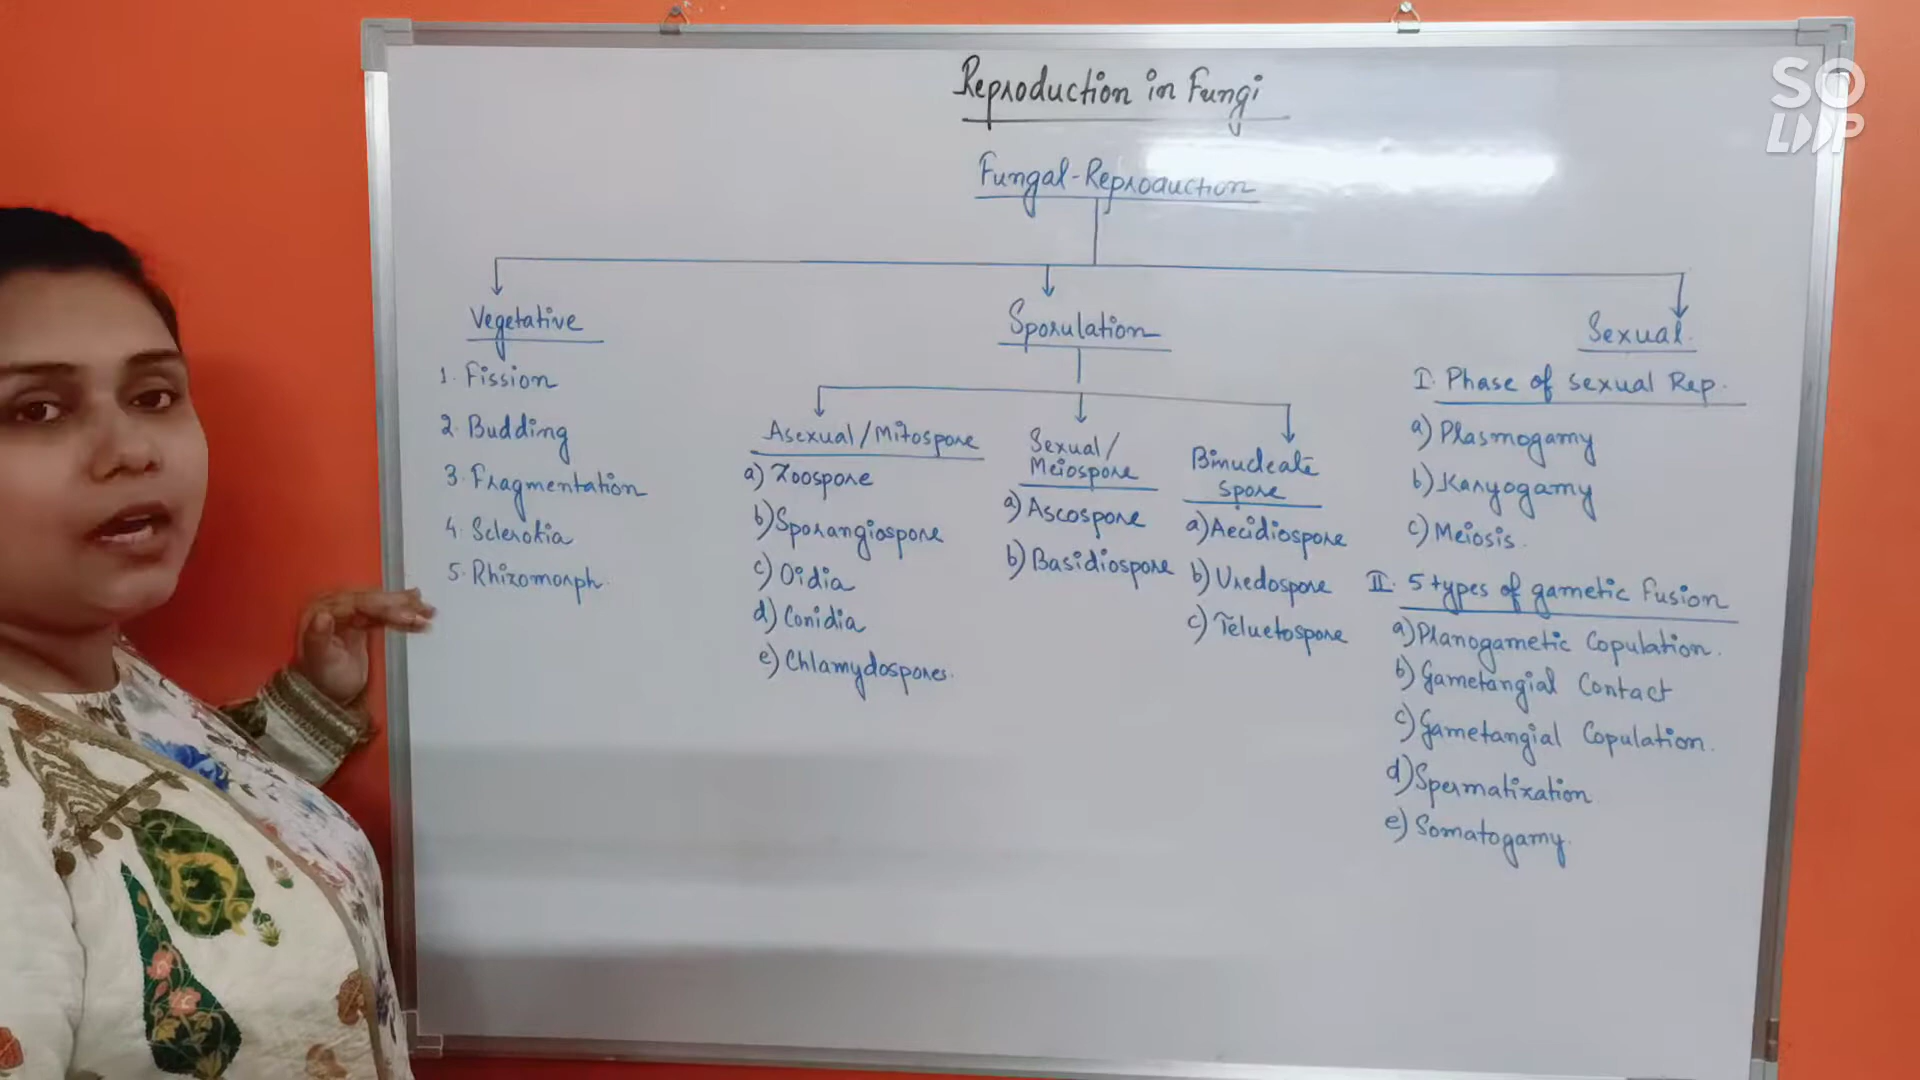 Reproduction in Fungi
Fungal-Reproduction
Vegetative
1. Fission
2. Budding
3. Fragmentation
4. Sclerotia
5. Rhizomorph.
Sporulation
Asexual/Mitospore
a) Zoospore
b) Sporangiospore
c) Oidia
d) Conidia
e) Chlamydospores.
Sexual/
Meiospore
a) Ascospore
b) Basidiospore
Binucleate
spore
a) Aecidiospore
b) Uredospore
c) Teluetospore
Sexual.
I. Phase of sexual Rep.
a) Plasmogamy
b) Karyogamy
c) Meiosis.
II. 5 types of gametic fusion
a) Planogametic Copulation.
b) Gametangial Contact
c) Gametangial Copulation.
d) Spermatization
e) Somatogamy.
SO
LOOP